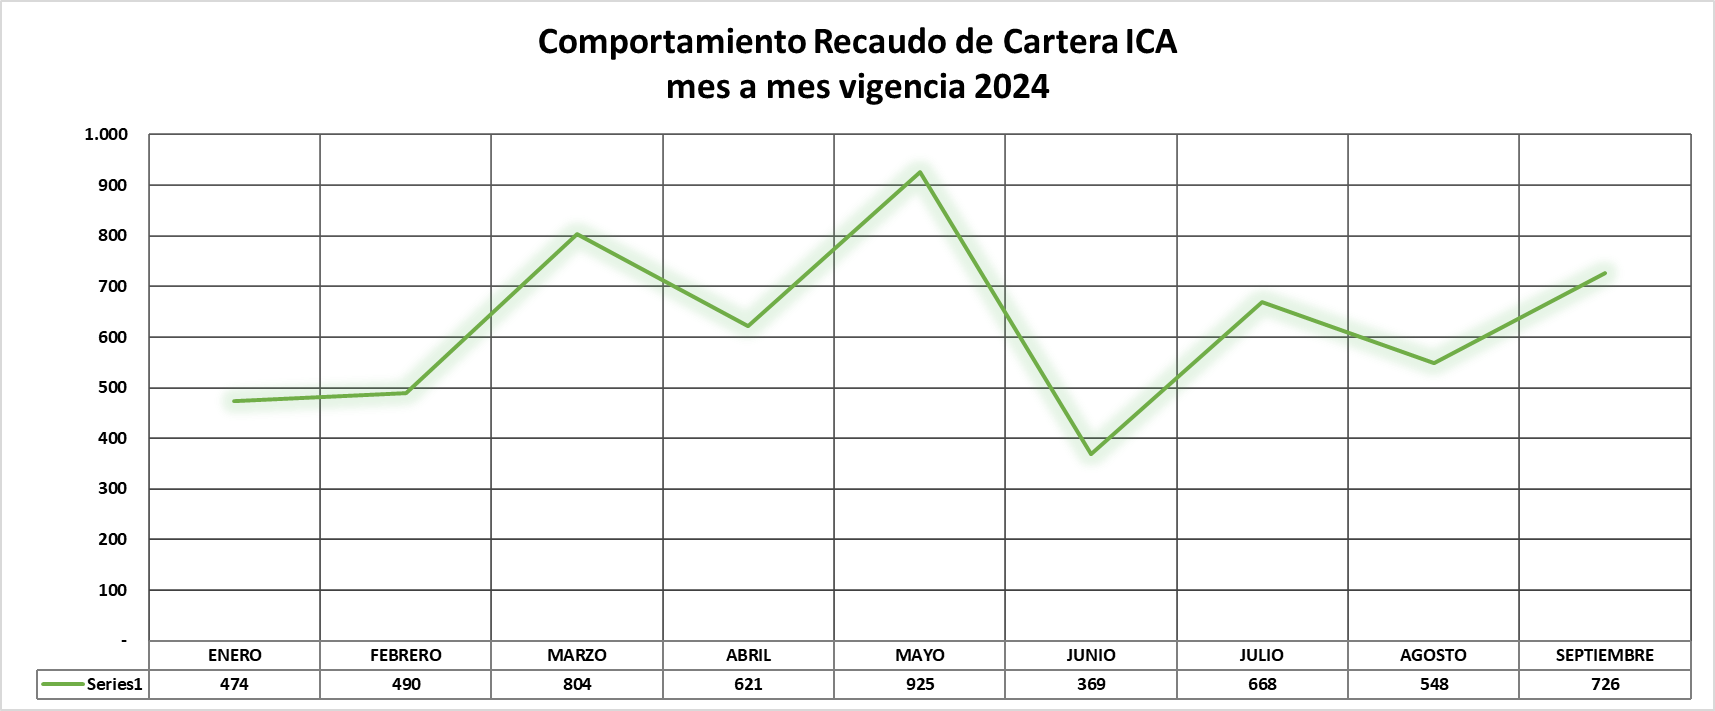 Comportamiento Recaudo de Cartera ICA
mes a mes vigencia 2024
1.000
900
800
700
600
500
400
300
200
100
-
ENERO FEBRERO MARZO ABRIL MAYO JUNIO JULIO AGOSTO SEPTIEMBRE
Series1 474 490 804 621 925 369 668 548 726